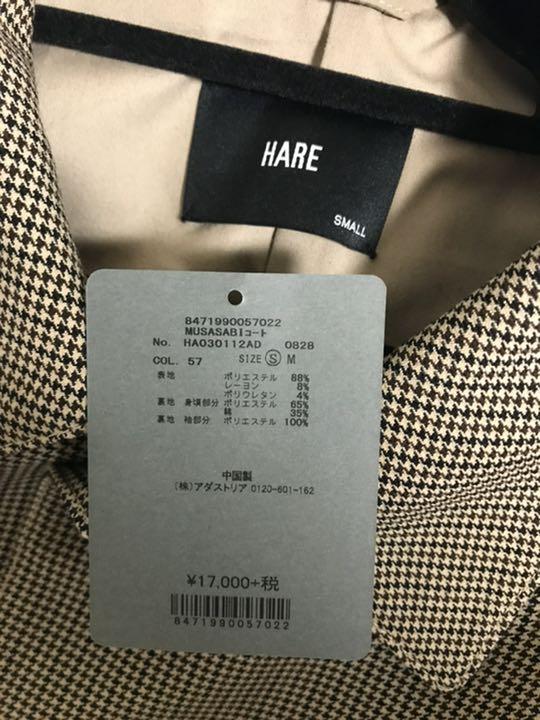 HARE
SMALL
8471990057022
MUSASABIコート
No. HA030112AD 0828
COL. 57 SIZE Ⓢ M
表地 ポリエステル 88%
レーヨン 8%
ポリウレタン 4%
裏地 身頃部分 ポリエステル 65%
綿 35%
裏地 袖部分 ポリエステル 100%
中国製
(株)アダストリア 0120-601-162
¥17,000+税
8471990057022